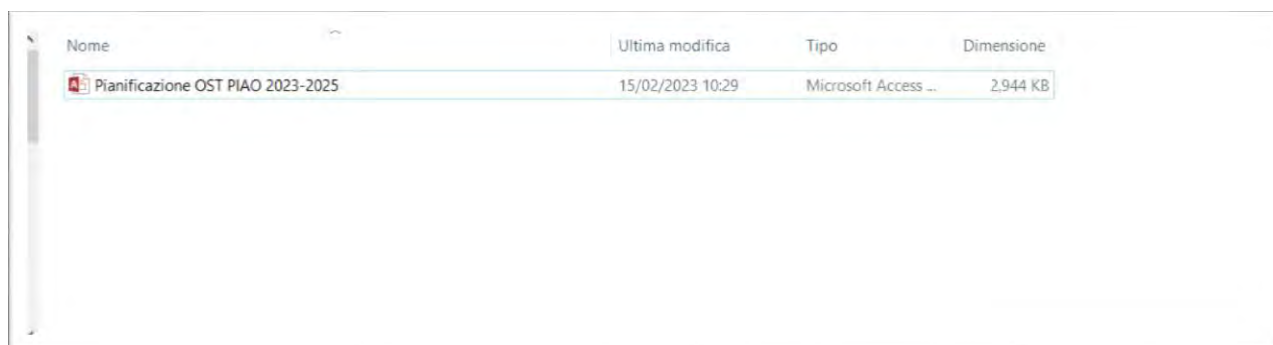 Nome Ultima modifica Tipo Dimensione
Pianificazione OST PIAO 2023-2025 15/02/2023 10:29 Microsoft Access ... 2.944 KB